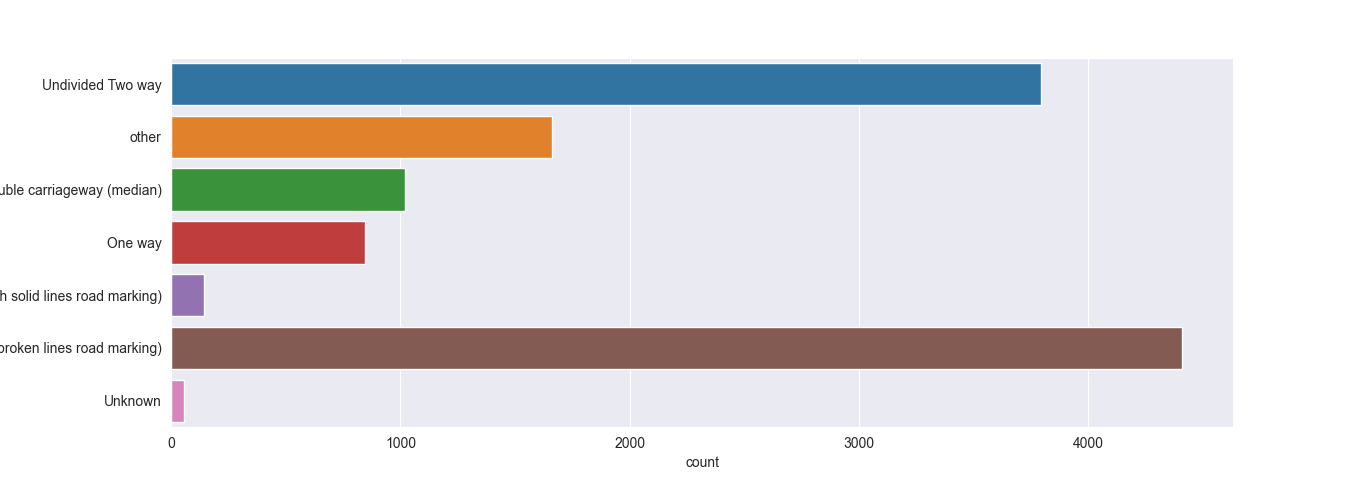 Undivided Two way
other
uble carriageway (median)
One way
h solid lines road marking)
broken lines road marking)
Unknown
0 1000 2000 3000 4000
count